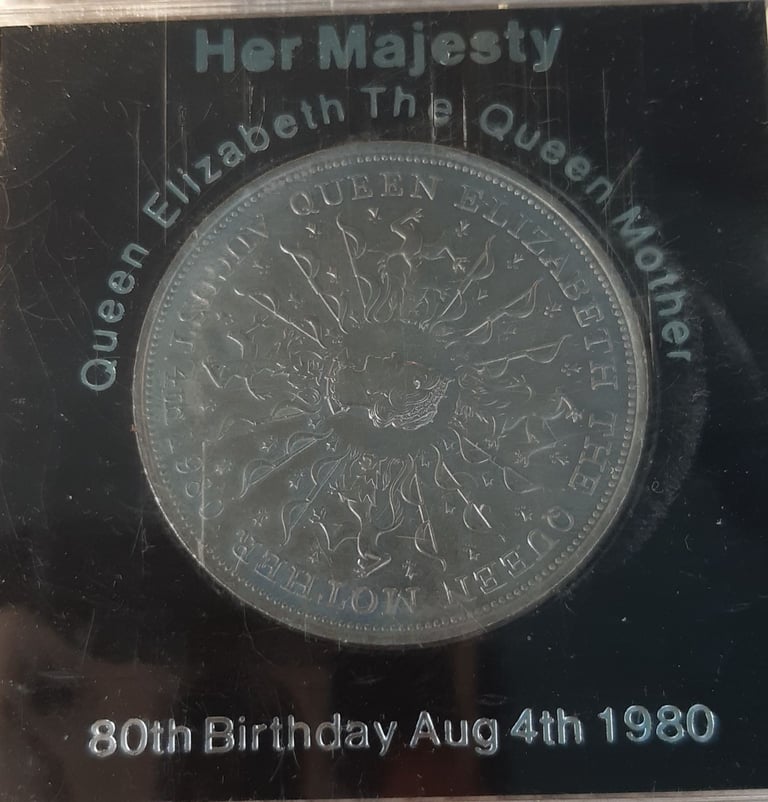 Her Majesty
Queen Elizabeth The Queen Mother
QUEEN ELIZABETH THE QUEEN MOTHER
80th Birthday Aug 4th 1980